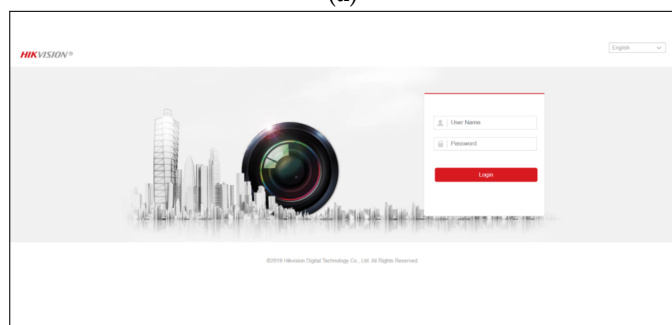 (a)
HIKVISION®
English
User Name
Password
Login
©2019 Hikvision Digital Technology Co., Ltd. All Rights Reserved.